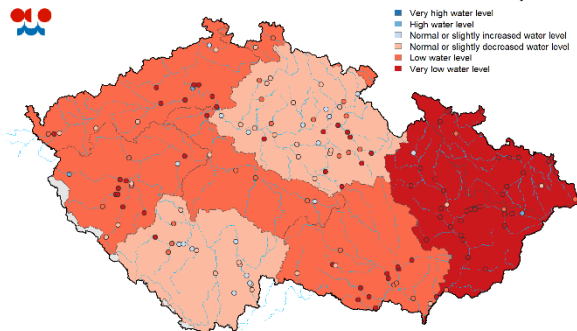 Very high water level
High water level
Normal or slightly increased water level
Normal or slightly decreased water level
Low water level
Very low water level